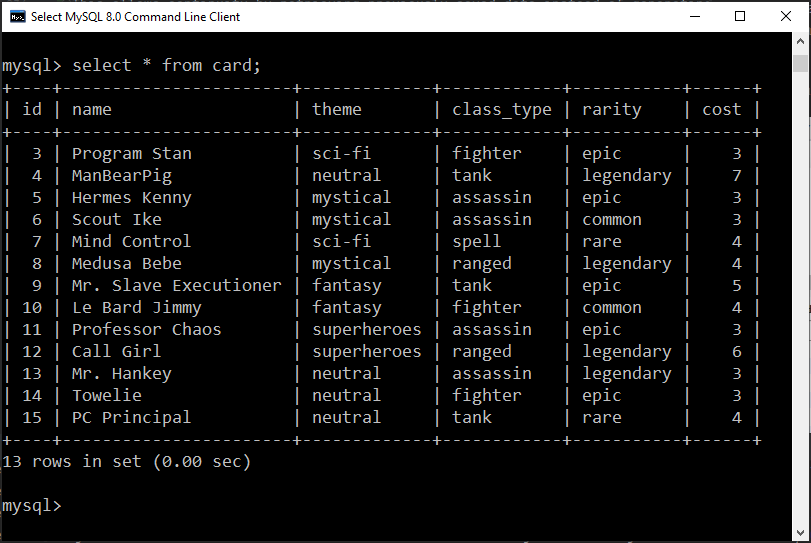 Select MySQL 8.0 Command Line Client
mysql> select * from card;
+----+-----------------------+-------------+------------+-----------+------+
| id | name                  | theme       | class_type | rarity    | cost |
+----+-----------------------+-------------+------------+-----------+------+
|  3 | Program Stan          | sci-fi      | fighter    | epic      |    3 |
|  4 | ManBearPig            | neutral     | tank       | legendary |    7 |
|  5 | Hermes Kenny          | mystical    | assassin   | epic      |    3 |
|  6 | Scout Ike             | mystical    | assassin   | common    |    3 |
|  7 | Mind Control          | sci-fi      | spell      | rare      |    4 |
|  8 | Medusa Bebe           | mystical    | ranged     | legendary |    4 |
|  9 | Mr. Slave Executioner | fantasy     | tank       | epic      |    5 |
| 10 | Le Bard Jimmy         | fantasy     | fighter    | common    |    4 |
| 11 | Professor Chaos       | superheroes | assassin   | epic      |    3 |
| 12 | Call Girl             | superheroes | ranged     | legendary |    6 |
| 13 | Mr. Hankey            | neutral     | assassin   | legendary |    3 |
| 14 | Towelie               | neutral     | fighter    | epic      |    3 |
| 15 | PC Principal          | neutral     | tank       | rare      |    4 |
+----+-----------------------+-------------+------------+-----------+------+
13 rows in set (0.00 sec)
mysql>